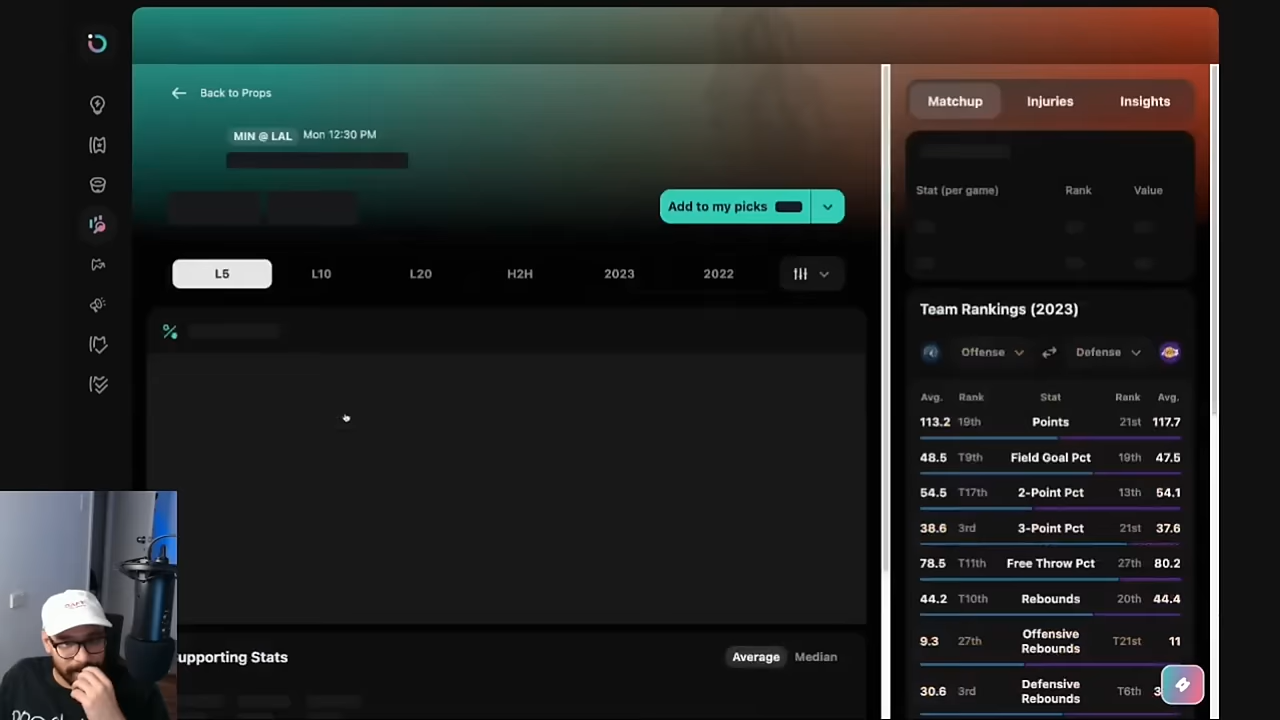 Back to Props
MIN @ LAL Mon 12:30 PM
Add to my picks
L5 L10 L20 H2H 2023 2022
upporting Stats
Average Median
Matchup Injuries Insights
Stat (per game) Rank Value
Team Rankings (2023)
Offense Defense
Avg. Rank Stat Rank Avg.
113.2 19th Points 21st 117.7
48.5 T9th Field Goal Pct 19th 47.5
54.5 T17th 2-Point Pct 13th 54.1
38.6 3rd 3-Point Pct 21st 37.6
78.5 T11th Free Throw Pct 27th 80.2
44.2 T10th Rebounds 20th 44.4
9.3 27th Offensive Rebounds T21st 11
30.6 3rd Defensive Rebounds T6th 3